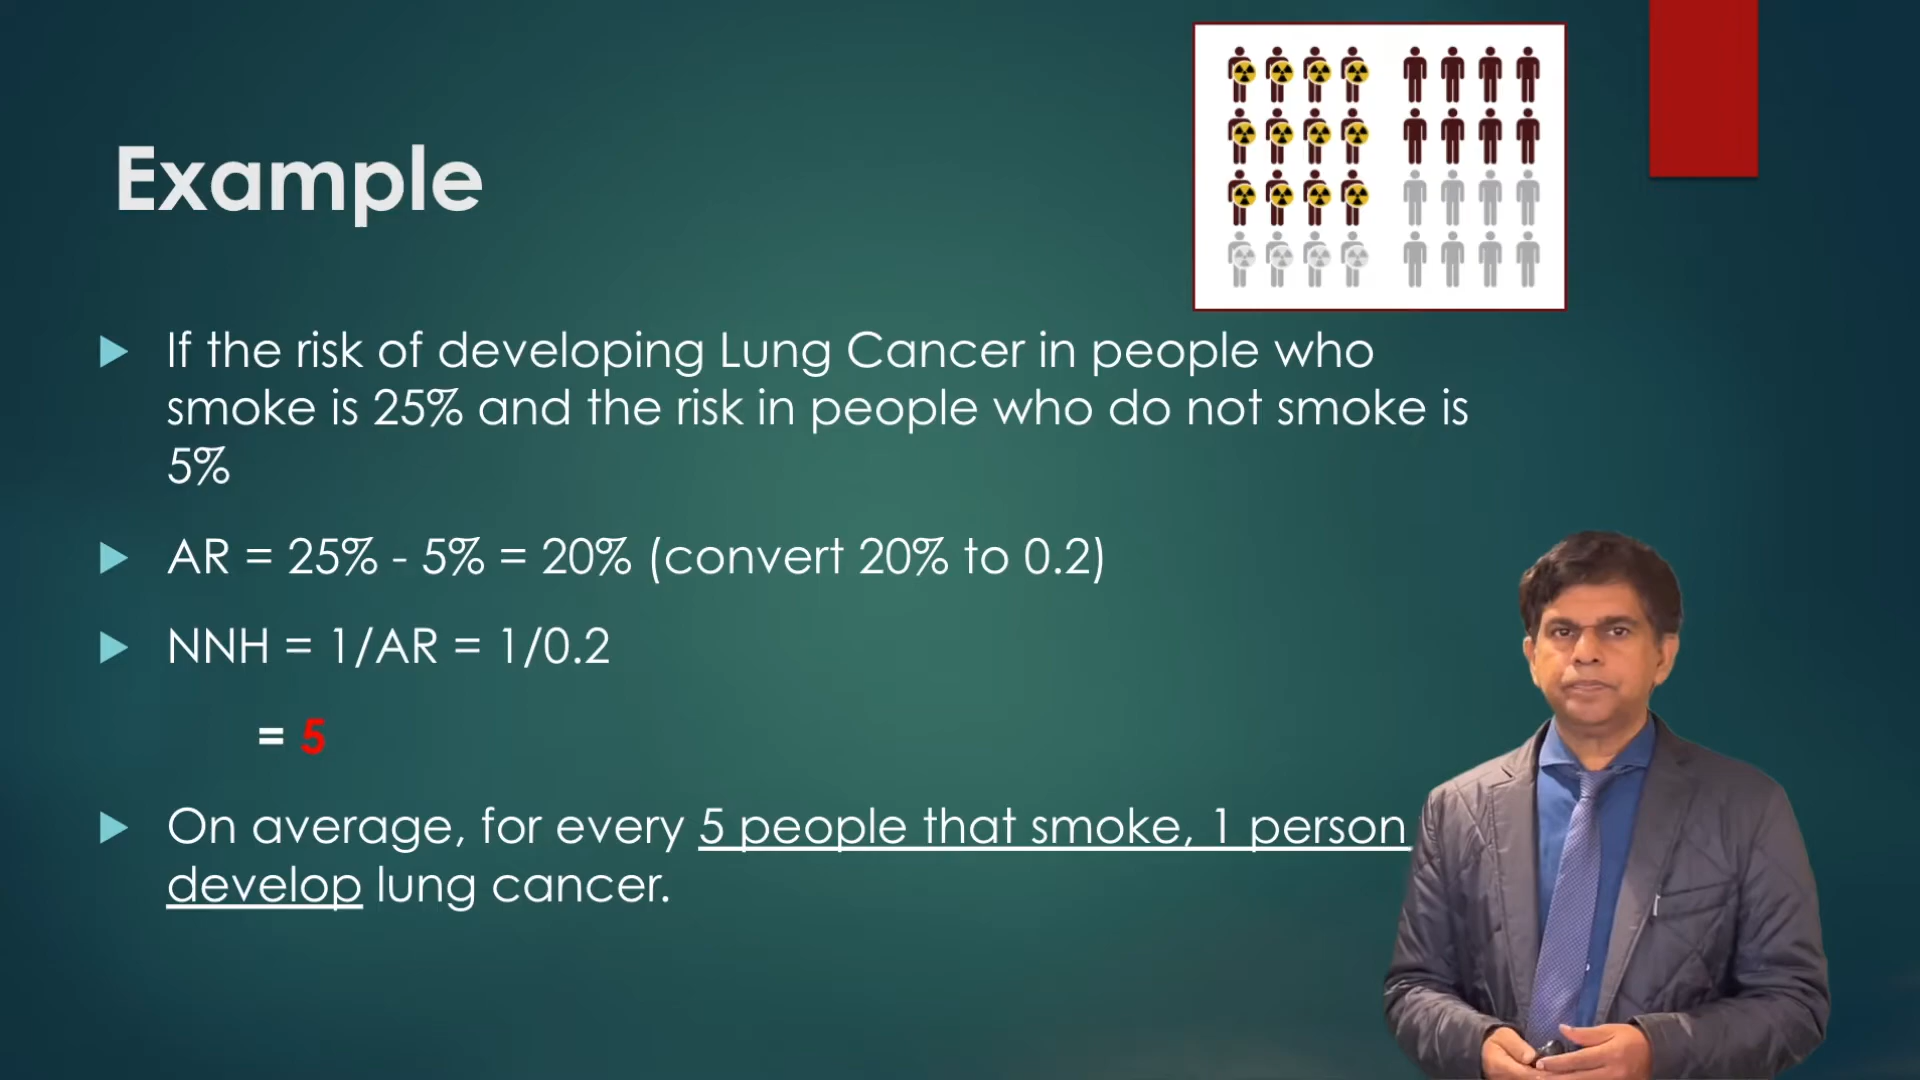 Example
If the risk of developing Lung Cancer in people who
smoke is 25% and the risk in people who do not smoke is
5%
AR = 25% - 5% = 20% (convert 20% to 0.2)
NNH = 1/AR = 1/0.2
= 5
On average, for every 5 people that smoke, 1 person
develop lung cancer.